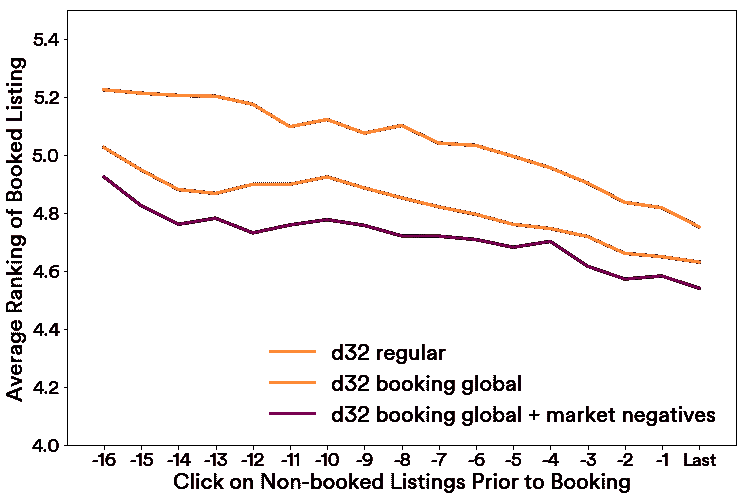 Average Ranking of Booked Listing
5.4
5.2
5.0
4.8
4.6
4.4
4.2
4.0
d32 regular
d32 booking global
d32 booking global + market negatives
-16 -15 -14 -13 -12 -11 -10 -9 -8 -7 -6 -5 -4 -3 -2 -1 Last
Click on Non-booked Listings Prior to Booking